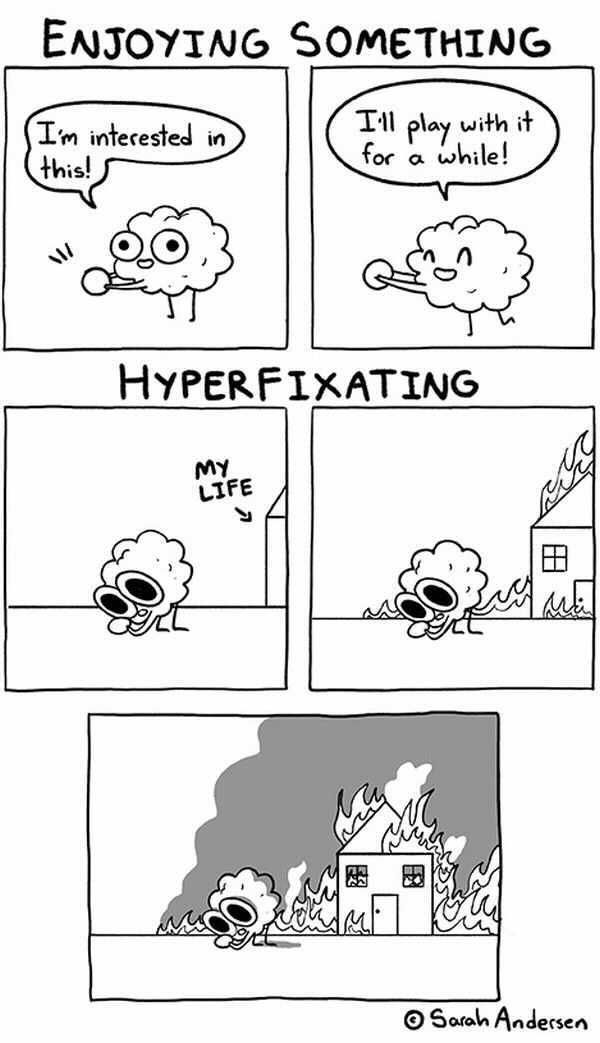 ENJOYING SOMETHING
I'm interested in
this!
I'll play with it
for a while!
HYPERFIXATING
MY
LIFE
© Sarah Andersen